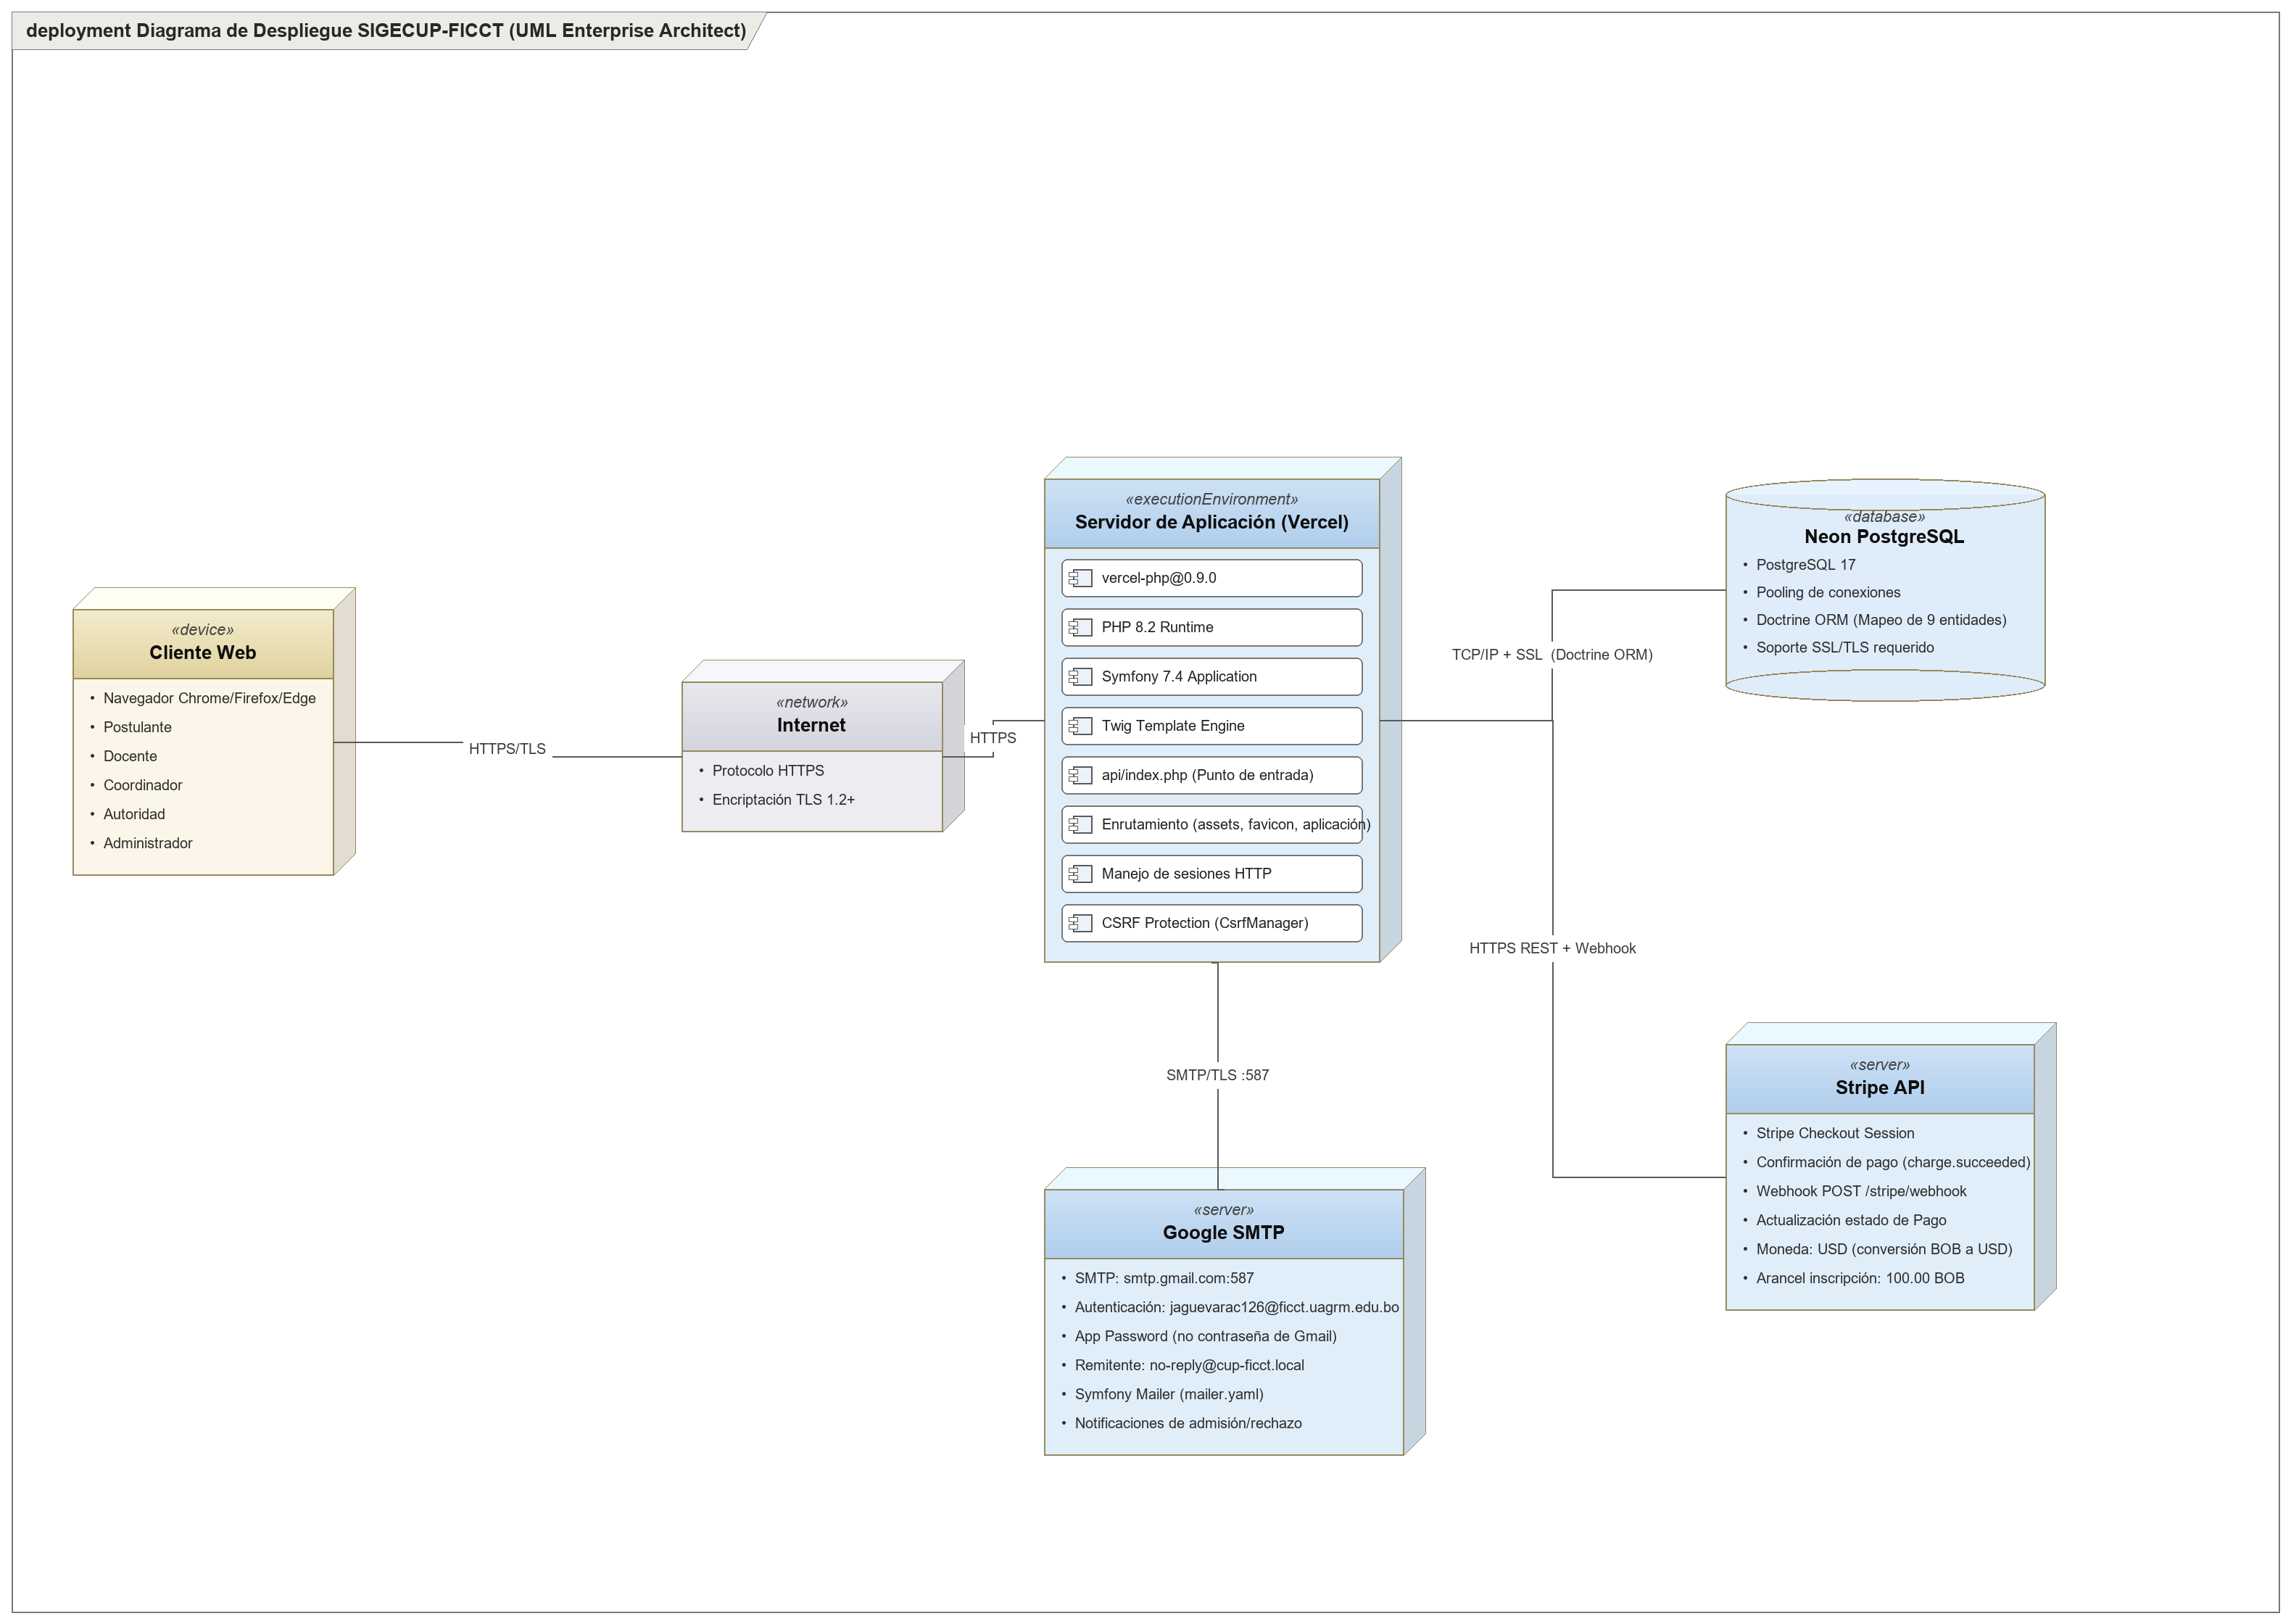 deployment Diagrama de Despliegue SIGECUP-FICCT (UML Enterprise Architect)
«device»
Cliente Web
• Navegador Chrome/Firefox/Edge
• Postulante
• Docente
• Coordinador
• Autoridad
• Administrador
HTTPS/TLS
«network»
Internet
• Protocolo HTTPS
• Encriptación TLS 1.2+
HTTPS
«executionEnvironment»
Servidor de Aplicación (Vercel)
vercel-php@0.9.0
PHP 8.2 Runtime
Symfony 7.4 Application
Twig Template Engine
api/index.php (Punto de entrada)
Enrutamiento (assets, favicon, aplicación)
Manejo de sesiones HTTP
CSRF Protection (CsrfManager)
TCP/IP + SSL (Doctrine ORM)
«database»
Neon PostgreSQL
• PostgreSQL 17
• Pooling de conexiones
• Doctrine ORM (Mapeo de 9 entidades)
• Soporte SSL/TLS requerido
HTTPS REST + Webhook
«server»
Stripe API
• Stripe Checkout Session
• Confirmación de pago (charge.succeeded)
• Webhook POST /stripe/webhook
• Actualización estado de Pago
• Moneda: USD (conversión BOB a USD)
• Arancel inscripción: 100.00 BOB
SMTP/TLS :587
«server»
Google SMTP
• SMTP: smtp.gmail.com:587
• Autenticación: jaguevarac126@ficct.uagrm.edu.bo
• App Password (no contraseña de Gmail)
• Remitente: no-reply@cup-ficct.local
• Symfony Mailer (mailer.yaml)
• Notificaciones de admisión/rechazo